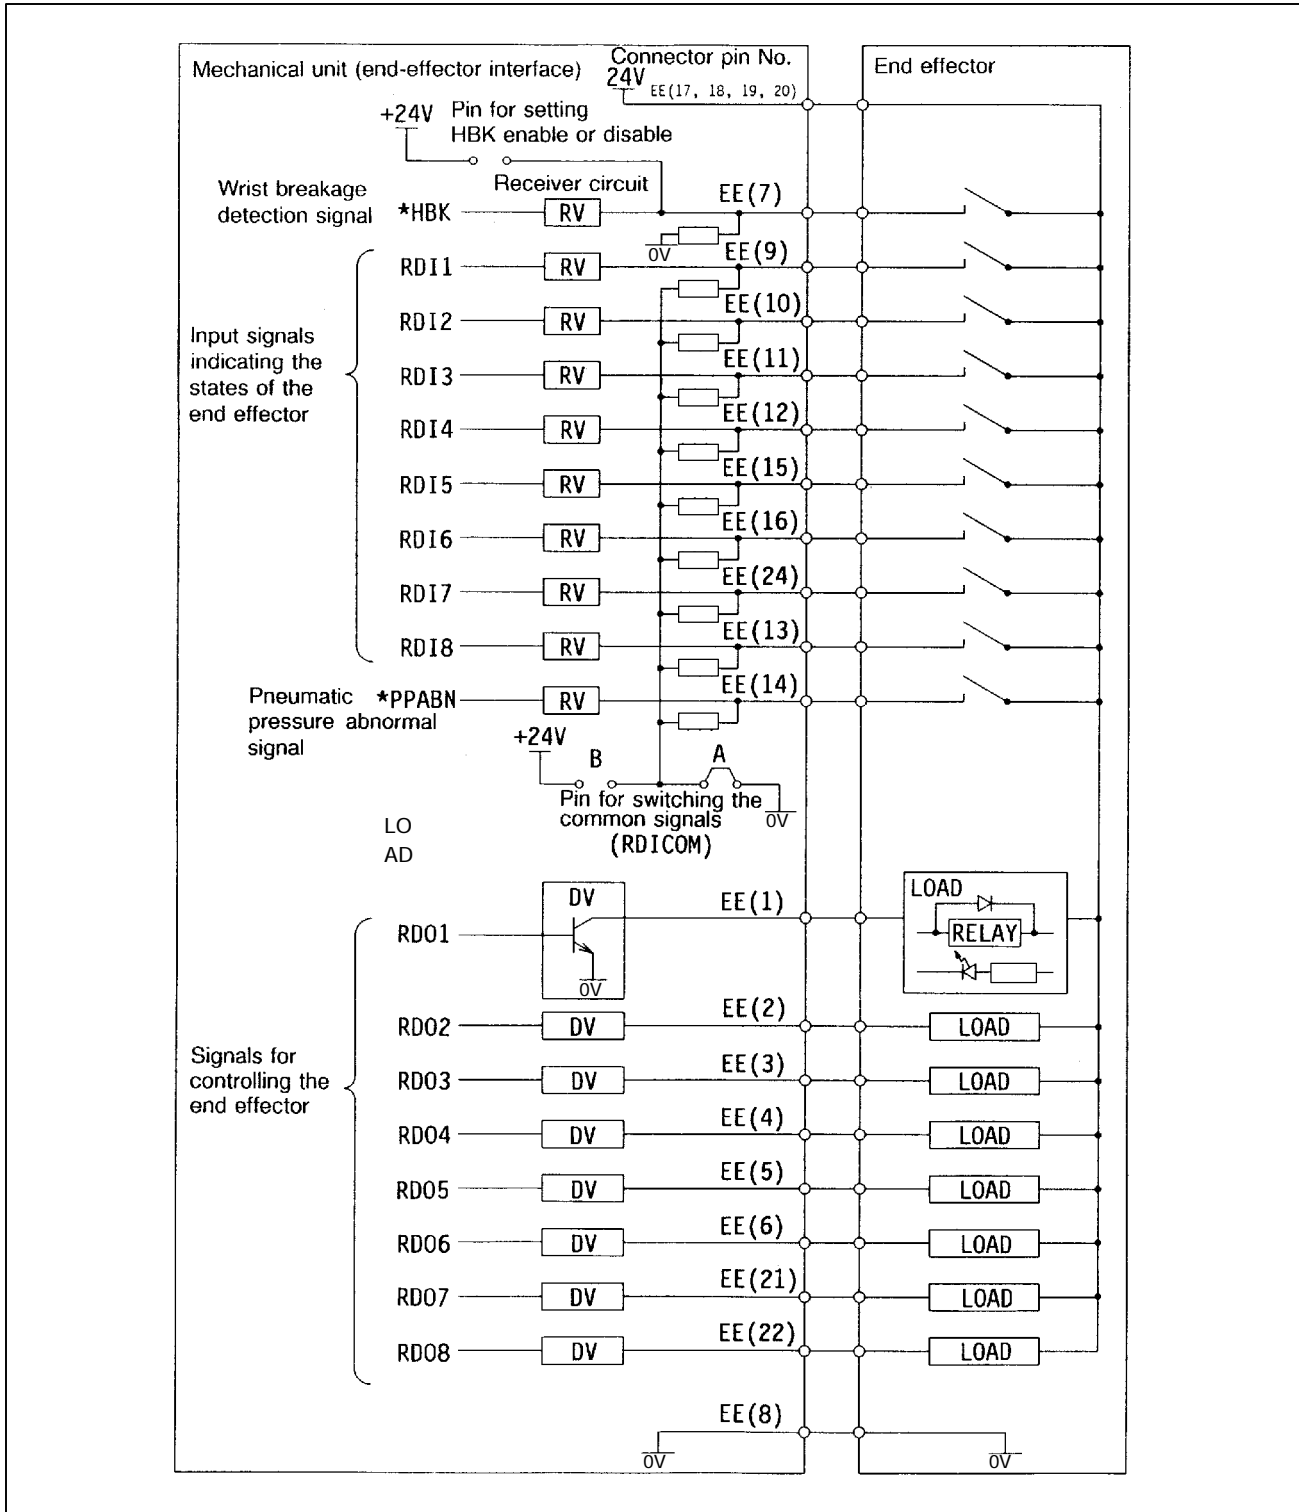 Mechanical unit (end-effector interface)
Connector pin No.
24V
EE(17, 18, 19, 20)
End effector
+24V
Pin for setting
HBK enable or disable
Receiver circuit
Wrist breakage
detection signal
*HBK
RV
EE(7)
0V
RDI1
RV
EE(9)
RDI2
RV
EE(10)
Input signals
indicating the
states of the
end effector
RDI3
RV
EE(11)
RDI4
RV
EE(12)
RDI5
RV
EE(15)
RDI6
RV
EE(16)
RDI7
RV
EE(24)
RDI8
RV
EE(13)
Pneumatic
pressure abnormal
signal
*PPABN
RV
EE(14)
+24V
B
A
Pin for switching the
common signals
(RDICOM)
0V
LO
AD
RDO1
DV
0V
EE(1)
LOAD
RELAY
RDO2
DV
EE(2)
LOAD
Signals for
controlling the
end effector
RDO3
DV
EE(3)
LOAD
RDO4
DV
EE(4)
LOAD
RDO5
DV
EE(5)
LOAD
RDO6
DV
EE(6)
LOAD
RDO7
DV
EE(21)
LOAD
RDO8
DV
EE(22)
LOAD
EE(8)
0V
0V